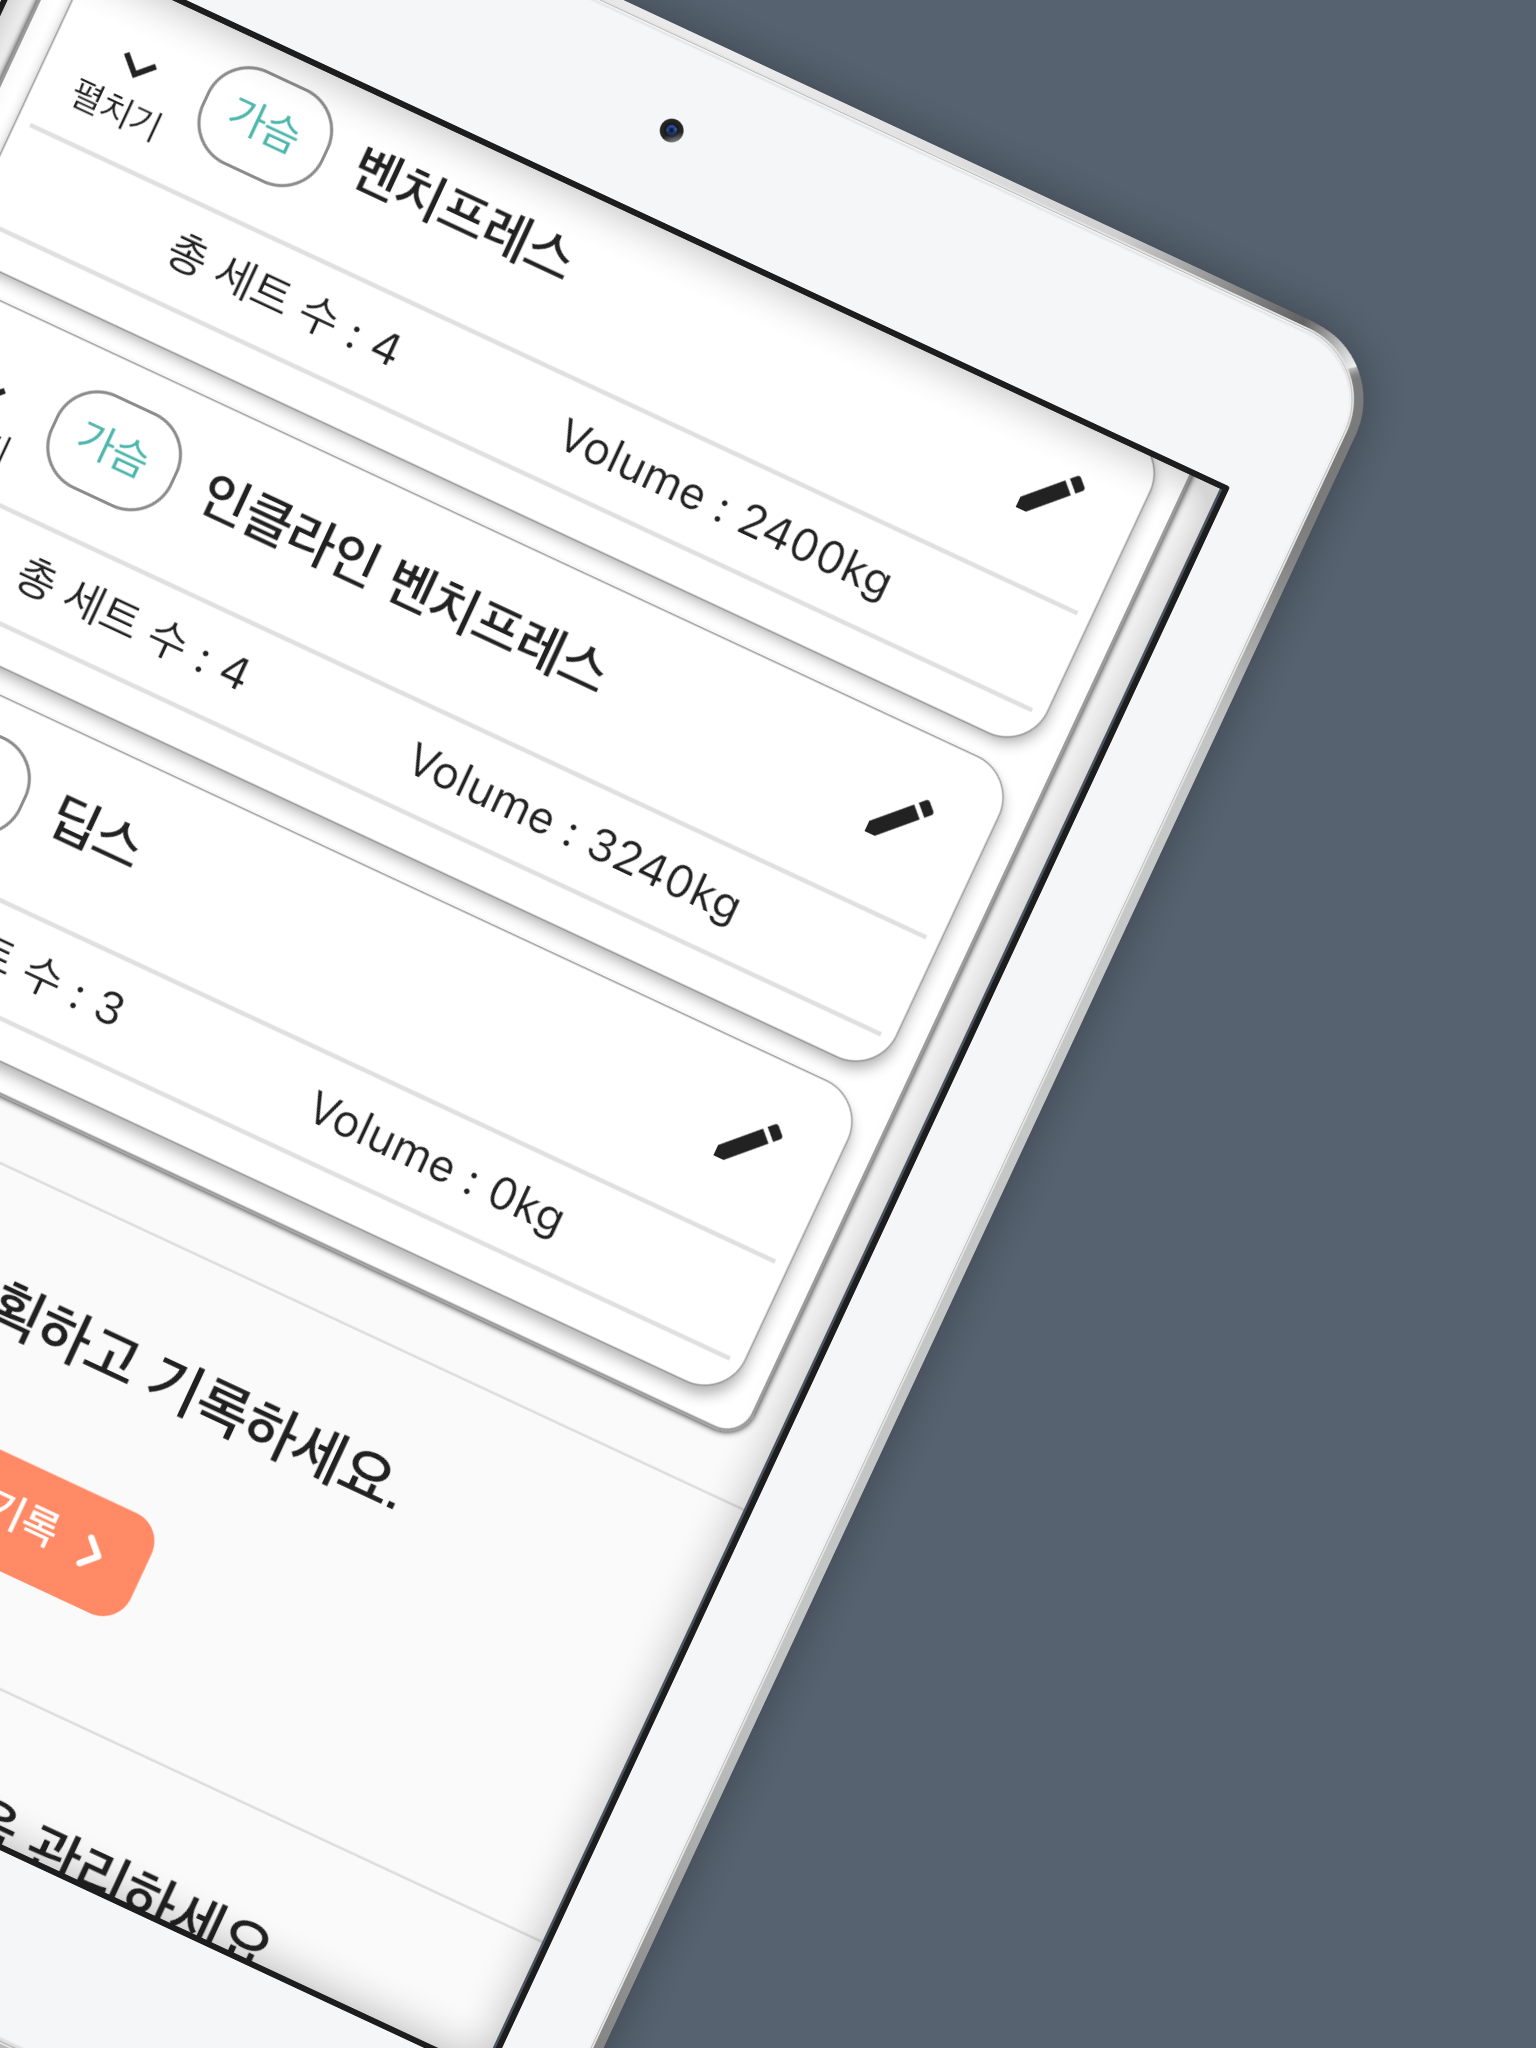 펼치기 가슴 벤치프레스
총 세트 수 : 4 Volume : 2400kg
가슴 인클라인 벤치프레스
총 세트 수 : 4 Volume : 3240kg
딥스
수 : 3 Volume : 0kg
획하고 기록하세요.
기록
관리하세요